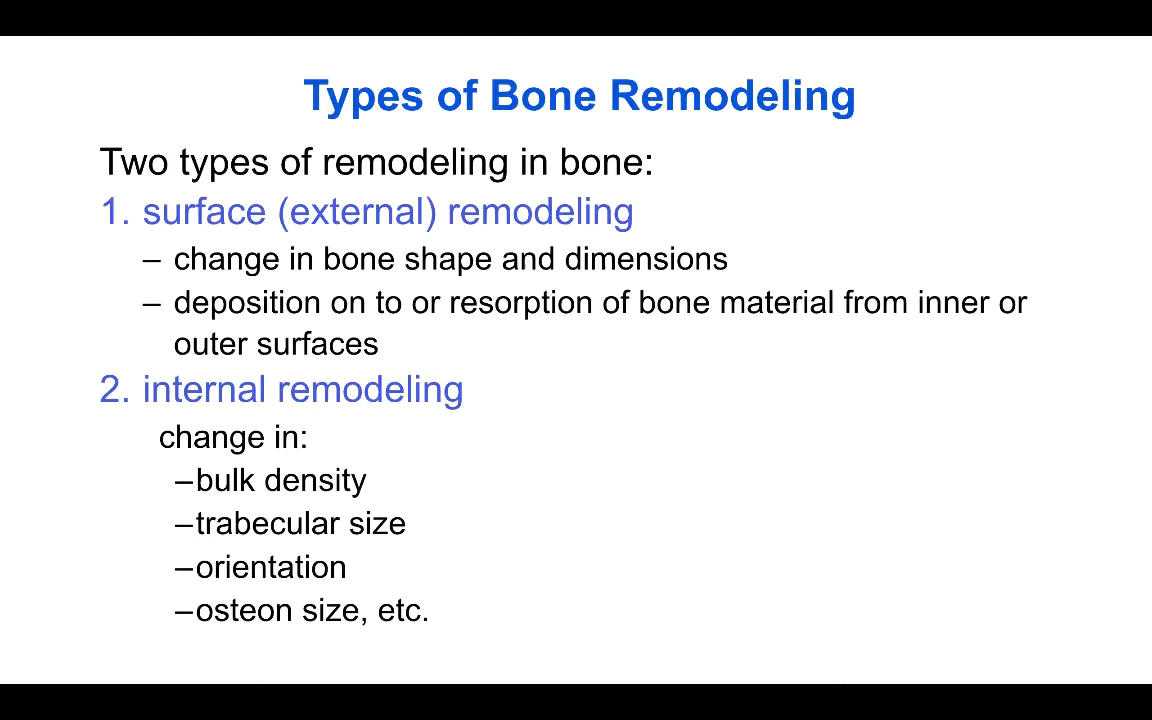 Types of Bone Remodeling
Two types of remodeling in bone:
1. surface (external) remodeling
– change in bone shape and dimensions
– deposition on to or resorption of bone material from inner or
outer surfaces
2. internal remodeling
change in:
–bulk density
–trabecular size
–orientation
–osteon size, etc.